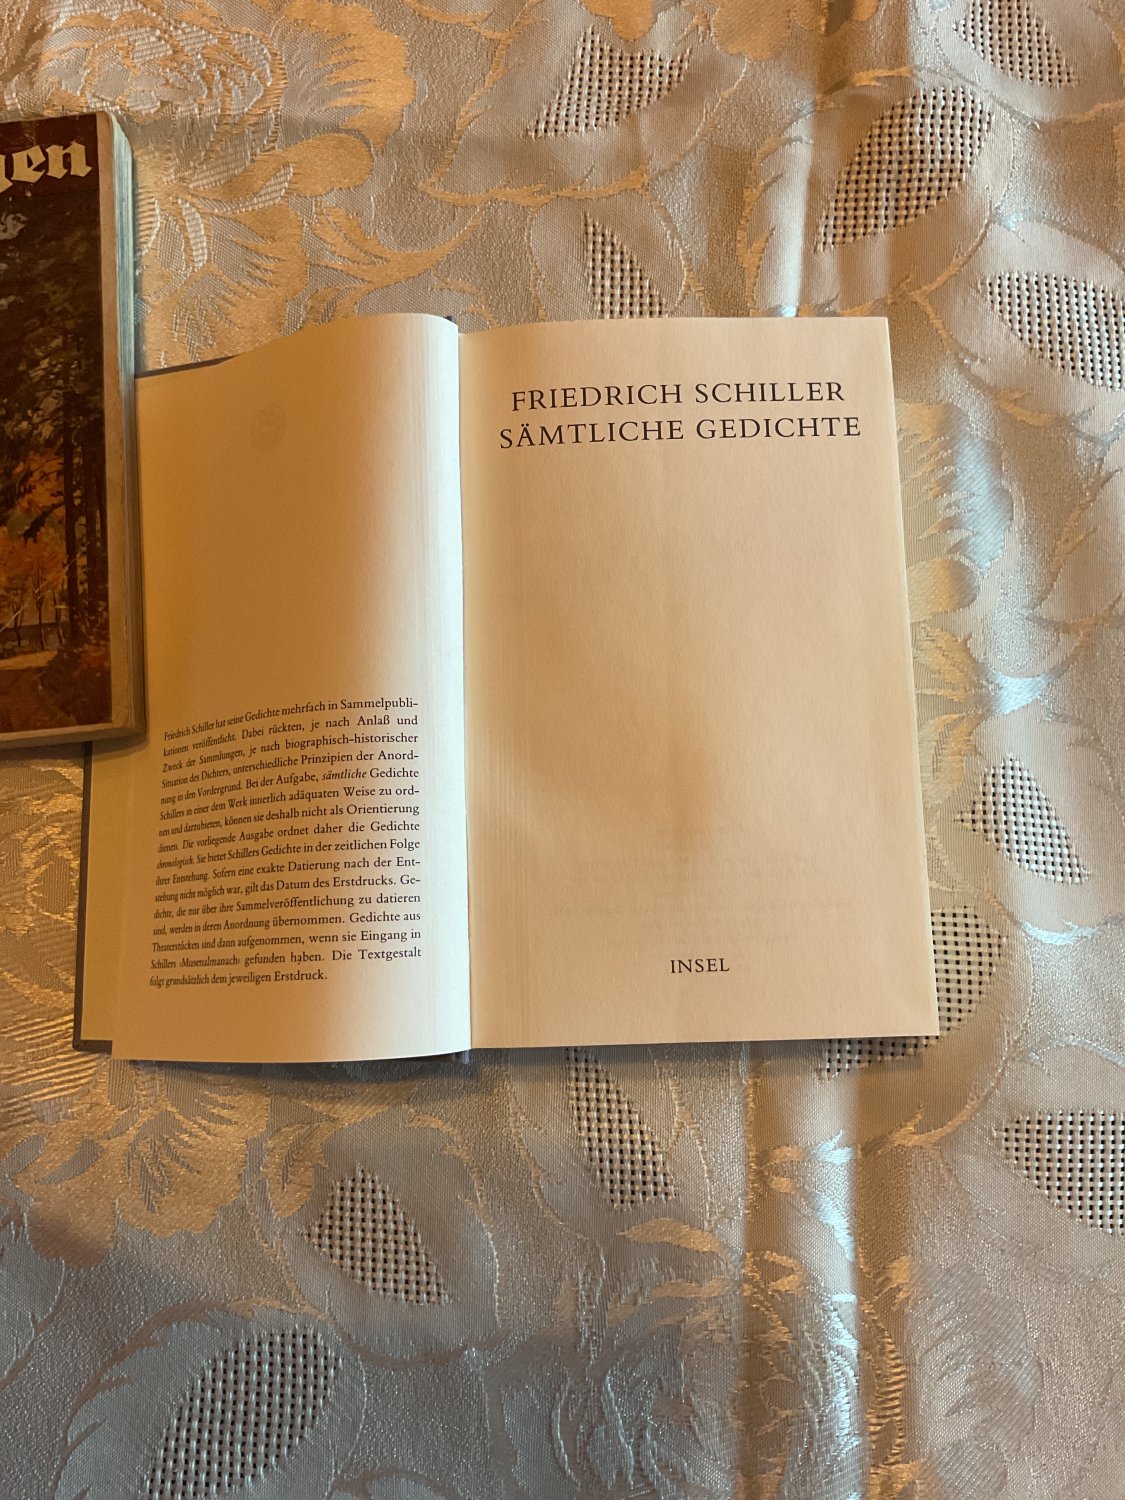 Friedrich Schiller hat seine Gedichte mehrfach in Sammelpubli-
kationen veröffentlicht. Dabei rückten, je nach Anlaß und
Zweck der Sammlungen, je nach biographisch-historischer
Situation des Dichters, unterschiedliche Prinzipien der Anord-
nung in den Vordergrund. Bei der Aufgabe, sämtliche Gedichte
Schillers in einer dem Werk innerlich adäquaten Weise zu ord-
nen und darzubieten, können sie deshalb nicht als Orientierung
dienen. Die vorliegende Ausgabe ordnet daher die Gedichte
chronologisch. Sie bietet Schillers Gedichte in der zeitlichen Folge
ihrer Entstehung. Sofern eine exakte Datierung nach der Ent-
stehung nicht möglich war, gilt das Datum des Erstdrucks. Ge-
dichte, die nur über ihre Sammelveröffentlichung zu datieren
sind, werden in deren Anordnung übernommen. Gedichte aus
Theaterstücken sind dann aufgenommen, wenn sie Eingang in
Schillers ›Musenalmanach‹ gefunden haben. Die Textgestalt
folgt grundsätzlich dem jeweiligen Erstdruck.
FRIEDRICH SCHILLER
SÄMTLICHE GEDICHTE
INSEL